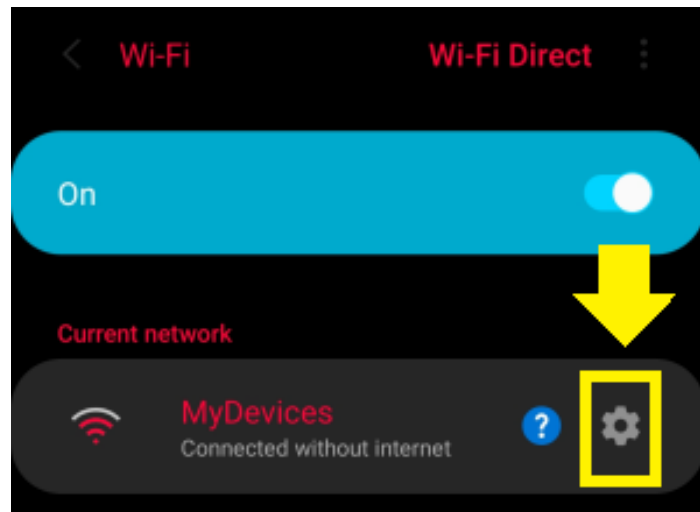 Wi-Fi Wi-Fi Direct
On
Current network
MyDevices
Connected without internet
?